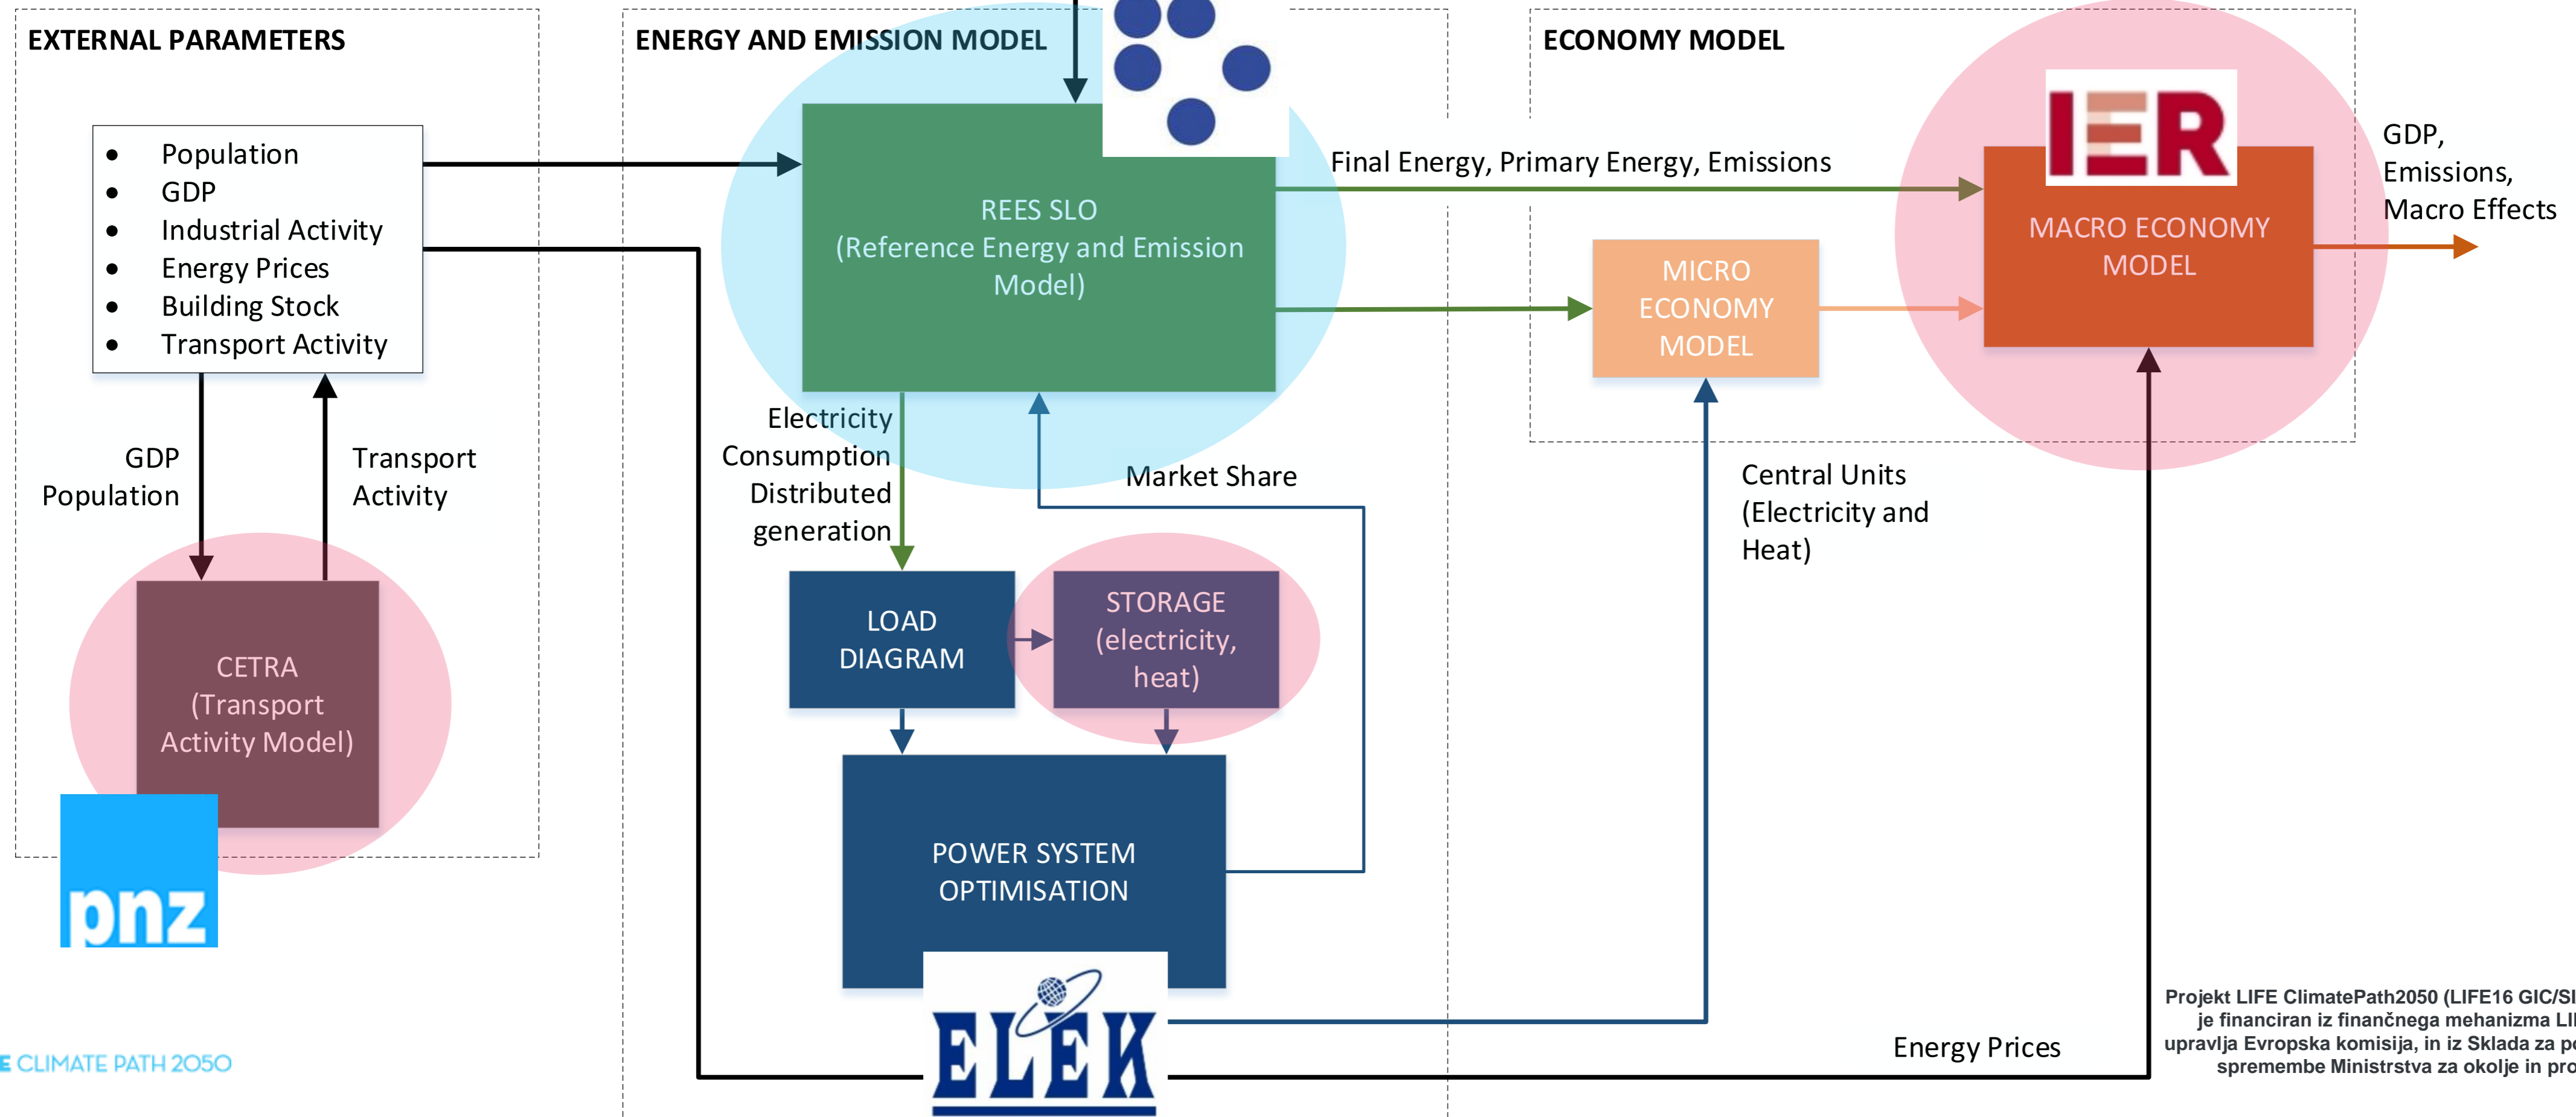 EXTERNAL PARAMETERS
Population
GDP
Industrial Activity
Energy Prices
Building Stock
Transport Activity
GDP
Population
Transport
Activity
CETRA
(Transport
Activity Model)
pnz
ENERGY AND EMISSION MODEL
REES SLO
(Reference Energy and Emission
Model)
Electricity
Consumption
Distributed
generation
Market Share
LOAD
DIAGRAM
STORAGE
(electricity,
heat)
POWER SYSTEM
OPTIMISATION
ELEK
Final Energy, Primary Energy, Emissions
ECONOMY MODEL
MICRO
ECONOMY
MODEL
IER
MACRO ECONOMY
MODEL
GDP,
Emissions,
Macro Effects
Central Units
(Electricity and
Heat)
Energy Prices
E CLIMATE PATH 2050
Projekt LIFE ClimatePath2050 (LIFE16 GIC/SI
je financiran iz finančnega mehanizma
upravlja Evropska komisija, in iz Sklada za
spremembe Ministrstva za okolje in